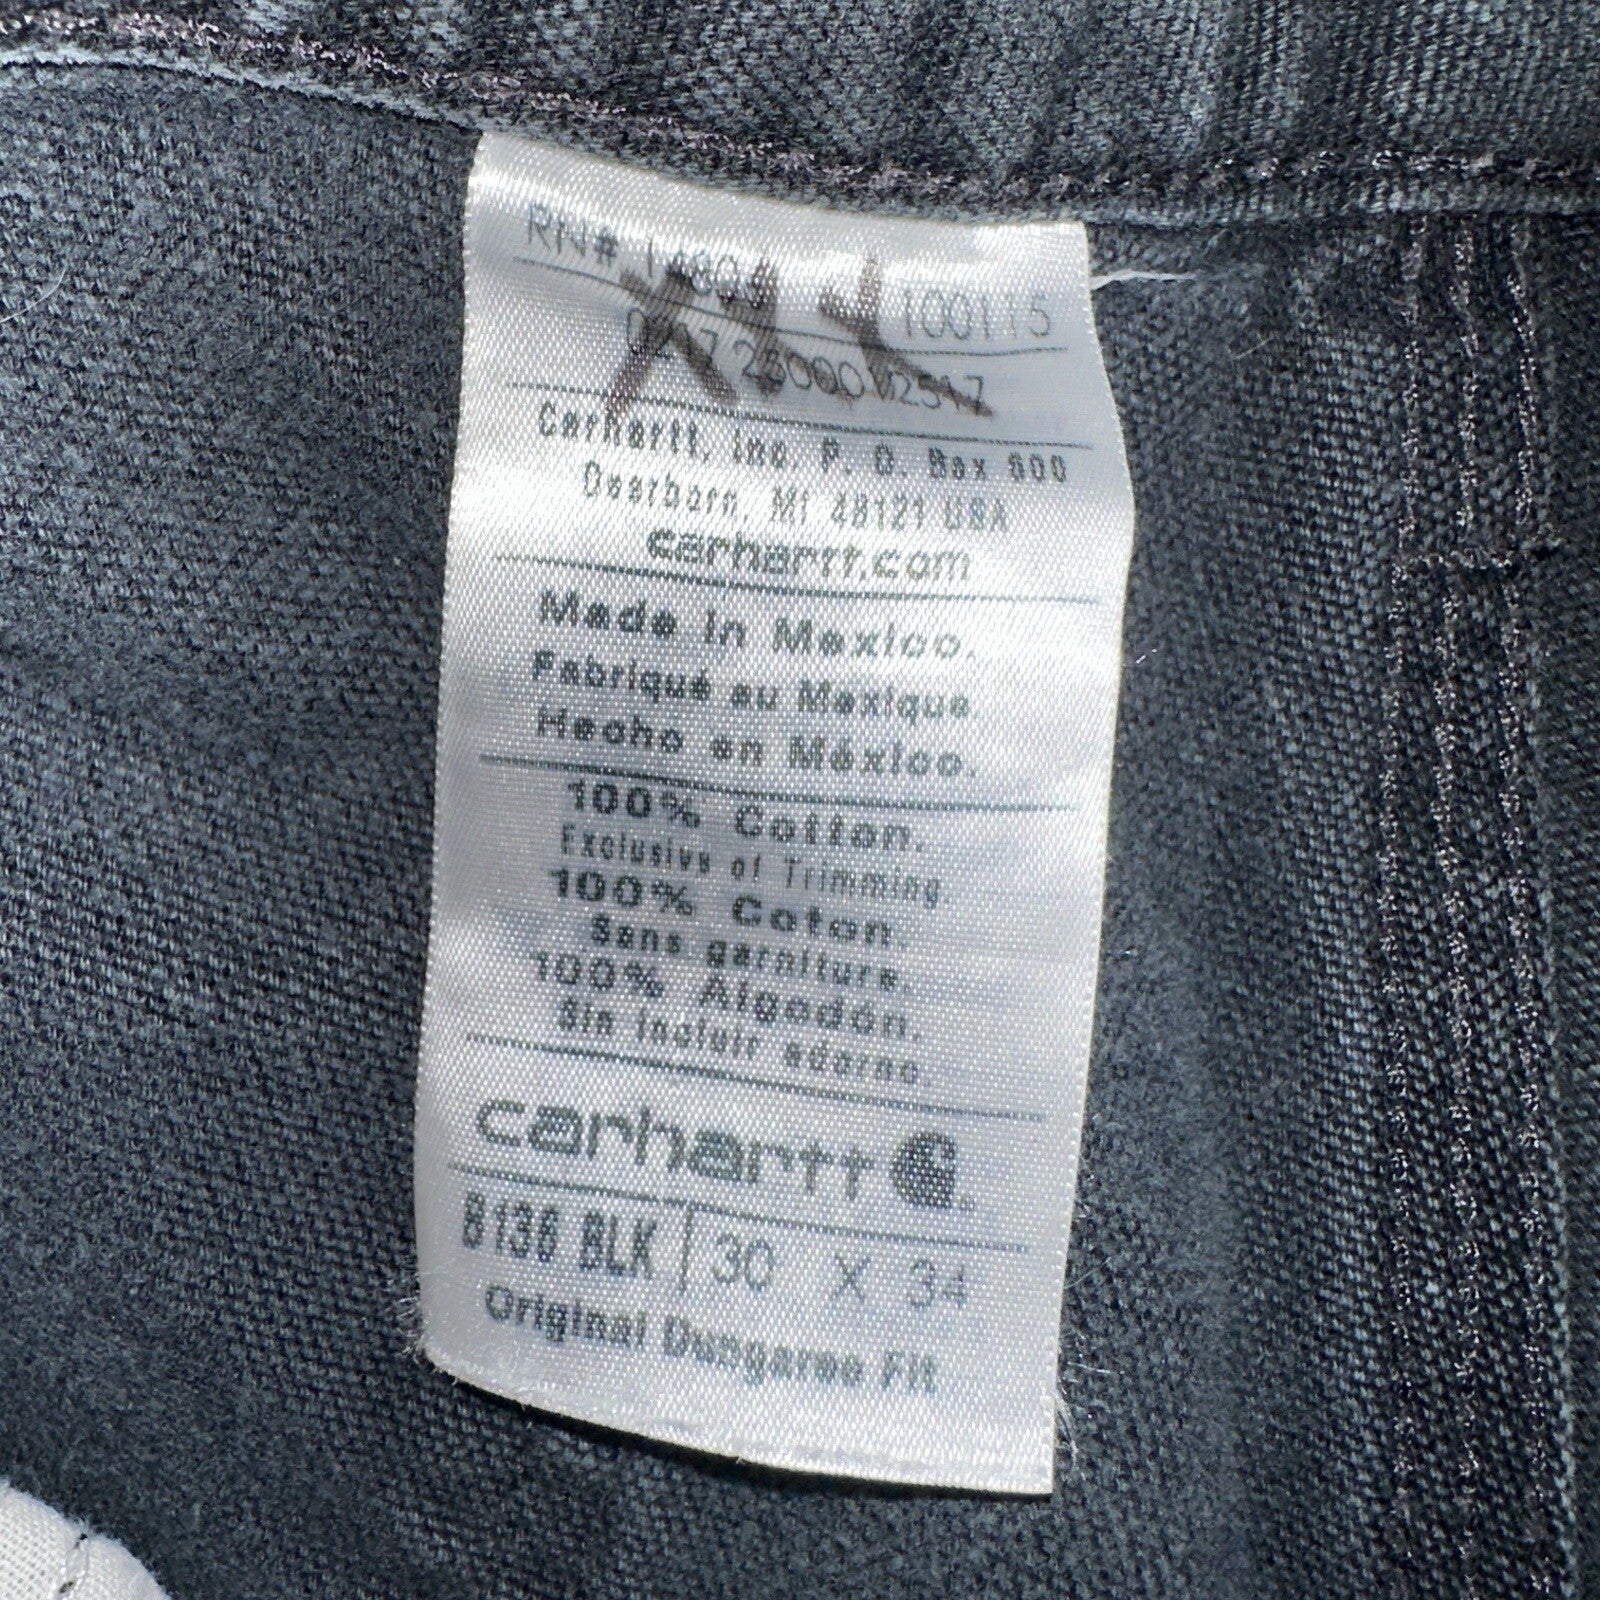 RN# 14806 100115
Carhartt, Inc. P. O. Box 600
Dearborn, MI 48121 USA
carhartt.com
Made in Mexico.
Fabriqué au Mexique.
Hecho en México.
100% Cotton.
Exclusive of Trimming.
100% Coton.
Sans garniture.
100% Algodón.
Sin incluir adorno.
carhartt
B136 BLK 30 X 34
Original Dungaree Fit